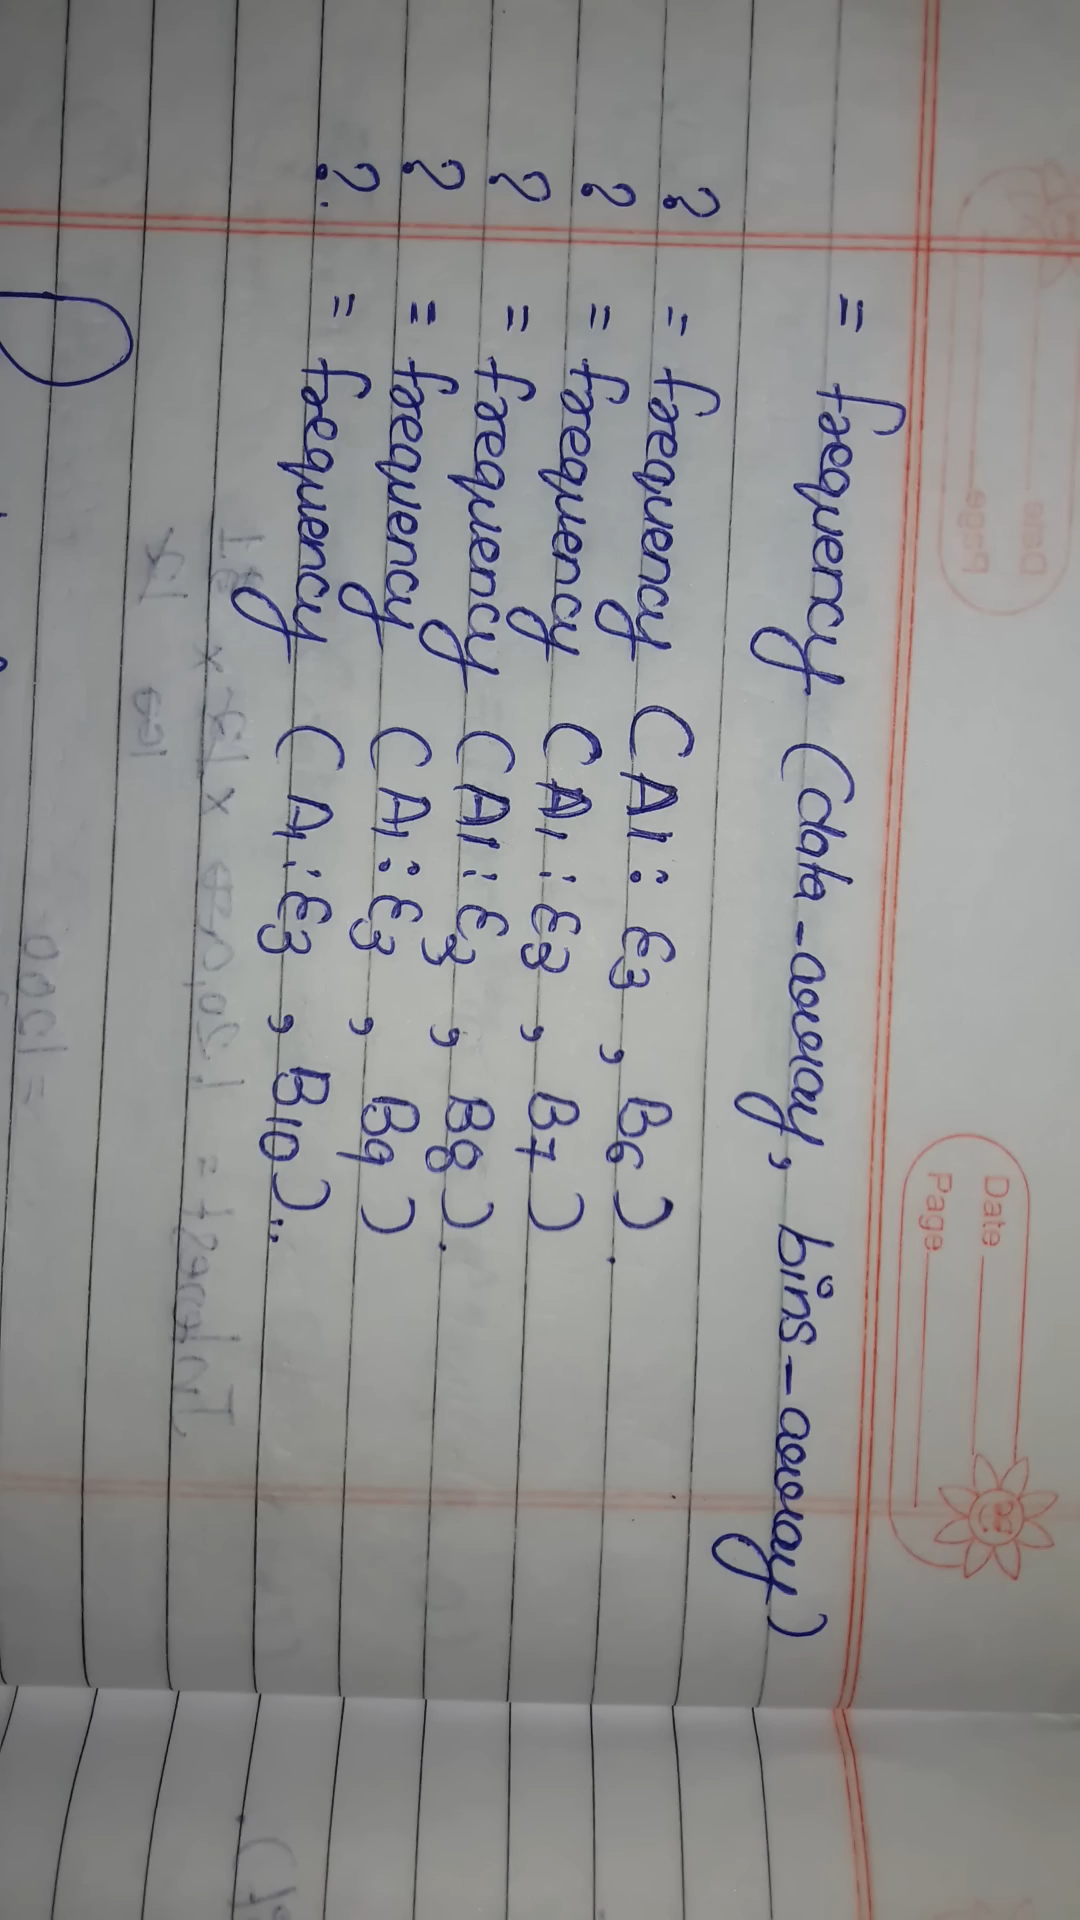 Date
Page
= frequency (data-array, bins-array)
? = frequency (A1:E3, B6).
? = frequency (A1:E3, B7)
? = frequency (A1:E3, B8).
? = frequency (A1:E3, B9)
?. = frequency (A1:E3, B10)..